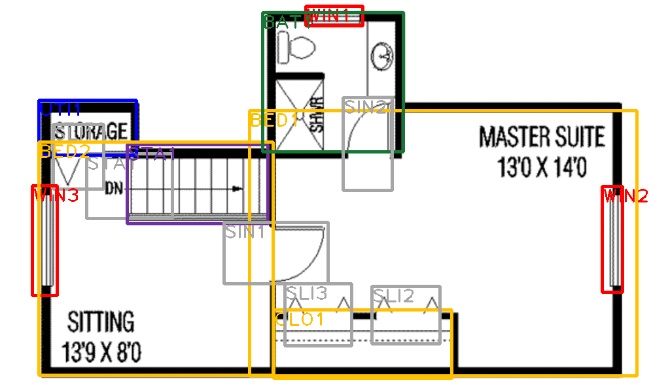 WIN1
BATH
SIN2
SHWR
UTI1
STORAGE
BED1
MASTER SUITE
13'0 X 14'0
BED2
STA1
DN
WIN3
WIN2
SIN1
SLI3
SLI2
CLO1
SITTING
13'9 X 8'0